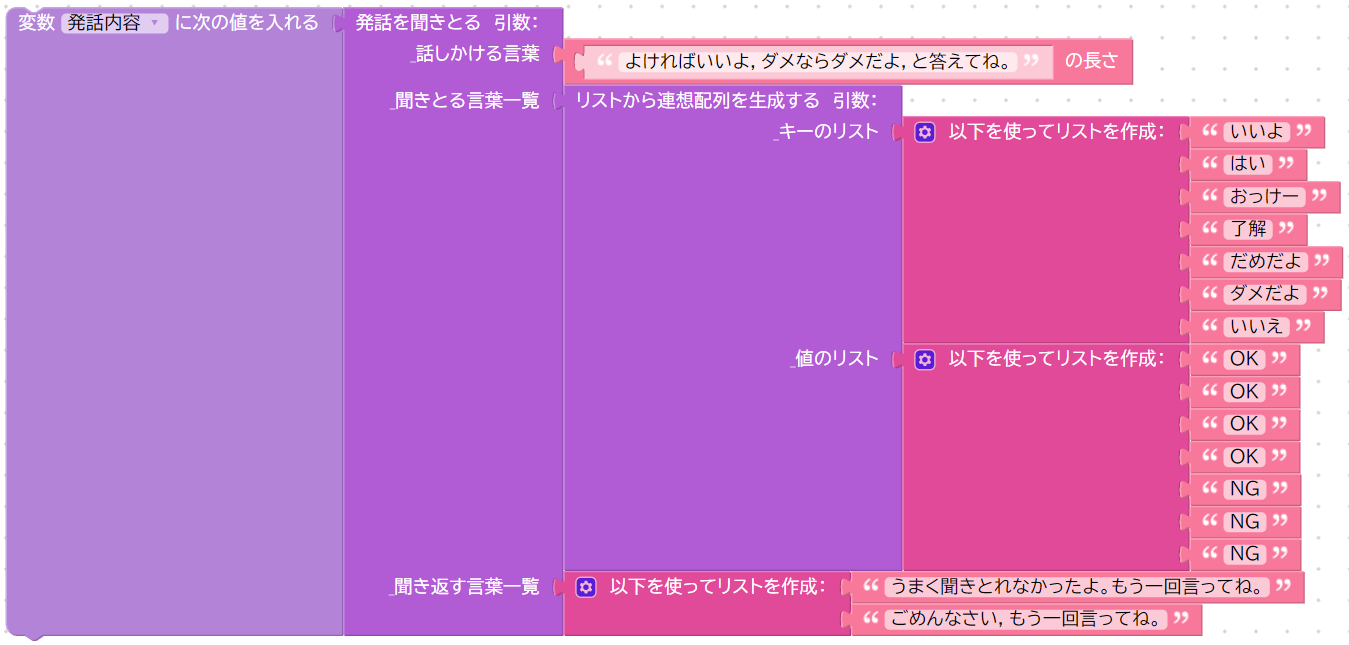 変数 発話内容 に次の値を入れる 発話を聞きとる 引数:
_話しかける言葉 “ よければいいよ,ダメならダメだよ,と答えてね。 ” の長さ
_聞きとる言葉一覧 リストから連想配列を生成する 引数:
_キーのリスト 以下を使ってリストを作成: “ いいよ ”
“ はい ”
“ おっけー ”
“ 了解 ”
“ だめだよ ”
“ ダメだよ ”
“ いいえ ”
_値のリスト 以下を使ってリストを作成: “ OK ”
“ OK ”
“ OK ”
“ OK ”
“ NG ”
“ NG ”
“ NG ”
_聞き返す言葉一覧 以下を使ってリストを作成: “ うまく聞きとれなかったよ。もう一回言ってね。 ”
“ ごめんなさい,もう一回言ってね。 ”